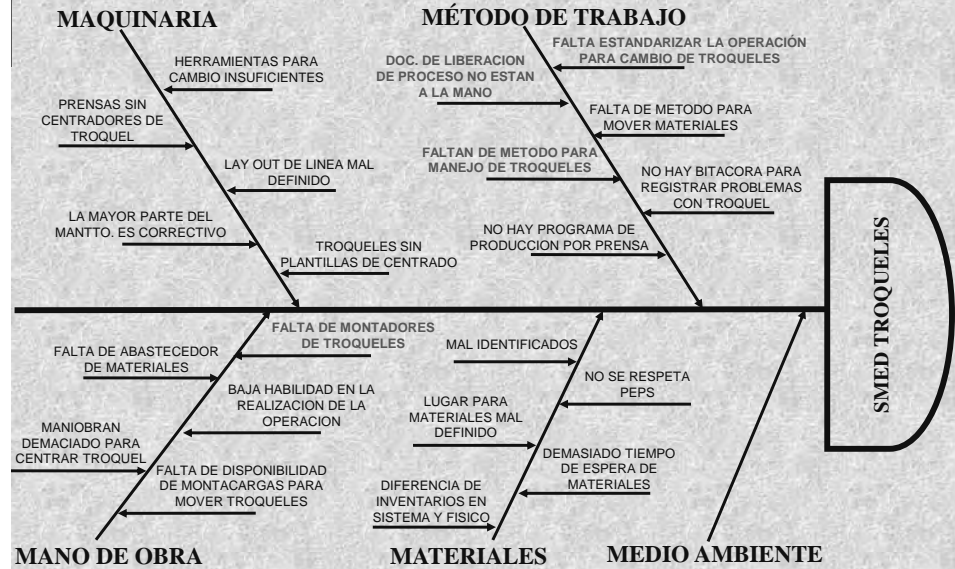 MAQUINARIA
HERRAMIENTAS PARA
CAMBIO INSUFICIENTES
PRENSAS SIN
CENTRADORES DE
TROQUEL
LAY OUT DE LINEA MAL
DEFINIDO
LA MAYOR PARTE DEL
MANTTO. ES CORRECTIVO
TROQUELES SIN
PLANTILLAS DE CENTRADO
MÉTODO DE TRABAJO
FALTA ESTANDARIZAR LA OPERACIÓN
PARA CAMBIO DE TROQUELES
DOC. DE LIBERACION
DE PROCESO NO ESTAN
A LA MANO
FALTA DE METODO PARA
MOVER MATERIALES
FALTAN DE METODO PARA
MANEJO DE TROQUELES
NO HAY BITACORA PARA
REGISTRAR PROBLEMAS
CON TROQUEL
NO HAY PROGRAMA DE
PRODUCCION POR PRENSA
SMED TROQUELES
FALTA DE MONTADORES
DE TROQUELES
FALTA DE ABASTECEDOR
DE MATERIALES
BAJA HABILIDAD EN LA
REALIZACION DE LA
OPERACION
MANIOBRAN
DEMACIADO PARA
CENTRAR TROQUEL
FALTA DE DISPONIBILIDAD
DE MONTACARGAS PARA
MOVER TROQUELES
MANO DE OBRA
MAL IDENTIFICADOS
NO SE RESPETA
PEPS
LUGAR PARA
MATERIALES MAL
DEFINIDO
DEMASIADO TIEMPO
DE ESPERA DE
MATERIALES
DIFERENCIA DE
INVENTARIOS EN
SISTEMA Y FISICO
MATERIALES
MEDIO AMBIENTE